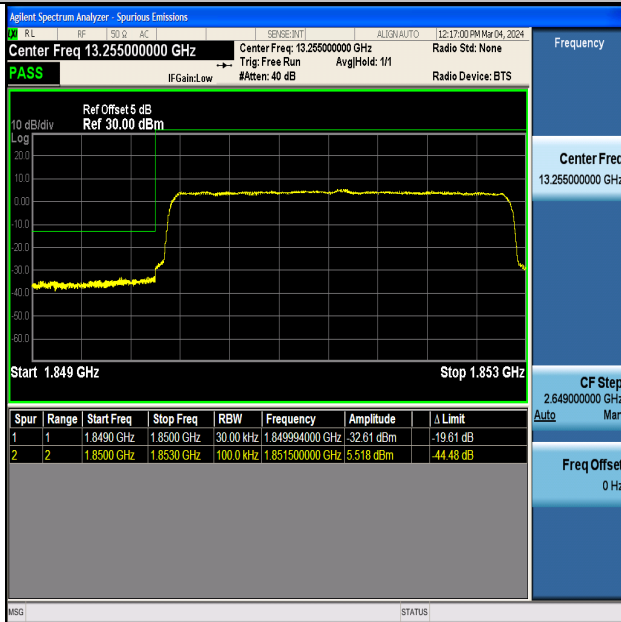 Agilent Spectrum Analyzer - Spurious Emissions
RL RF 50 Ω AC SENSE:INT ALIGN AUTO 12:17:00 PM Mar 04, 2024
Center Freq 13.255000000 GHz Center Freq: 13.255000000 GHz Radio Std: None
Trig: Free Run Avg|Hold: 1/1
PASS IFGain:Low #Atten: 40 dB Radio Device: BTS
Ref Offset 5 dB
10 dB/div Ref 30.00 dBm
Log
20.0
10.0
0.00
-10.0
-20.0
-30.0
-40.0
-50.0
-60.0
Start 1.849 GHz Stop 1.853 GHz
Spur Range Start Freq Stop Freq RBW Frequency Amplitude Δ Limit
1 1 1.8490 GHz 1.8500 GHz 30.00 kHz 1.849994000 GHz -32.61 dBm -19.61 dB
2 2 1.8500 GHz 1.8530 GHz 100.0 kHz 1.851500000 GHz 5.518 dBm -44.48 dB
Frequency
Center Freq
13.255000000 GHz
CF Step
2.649000000 GHz
Auto Man
Freq Offset
0 Hz
MSG STATUS